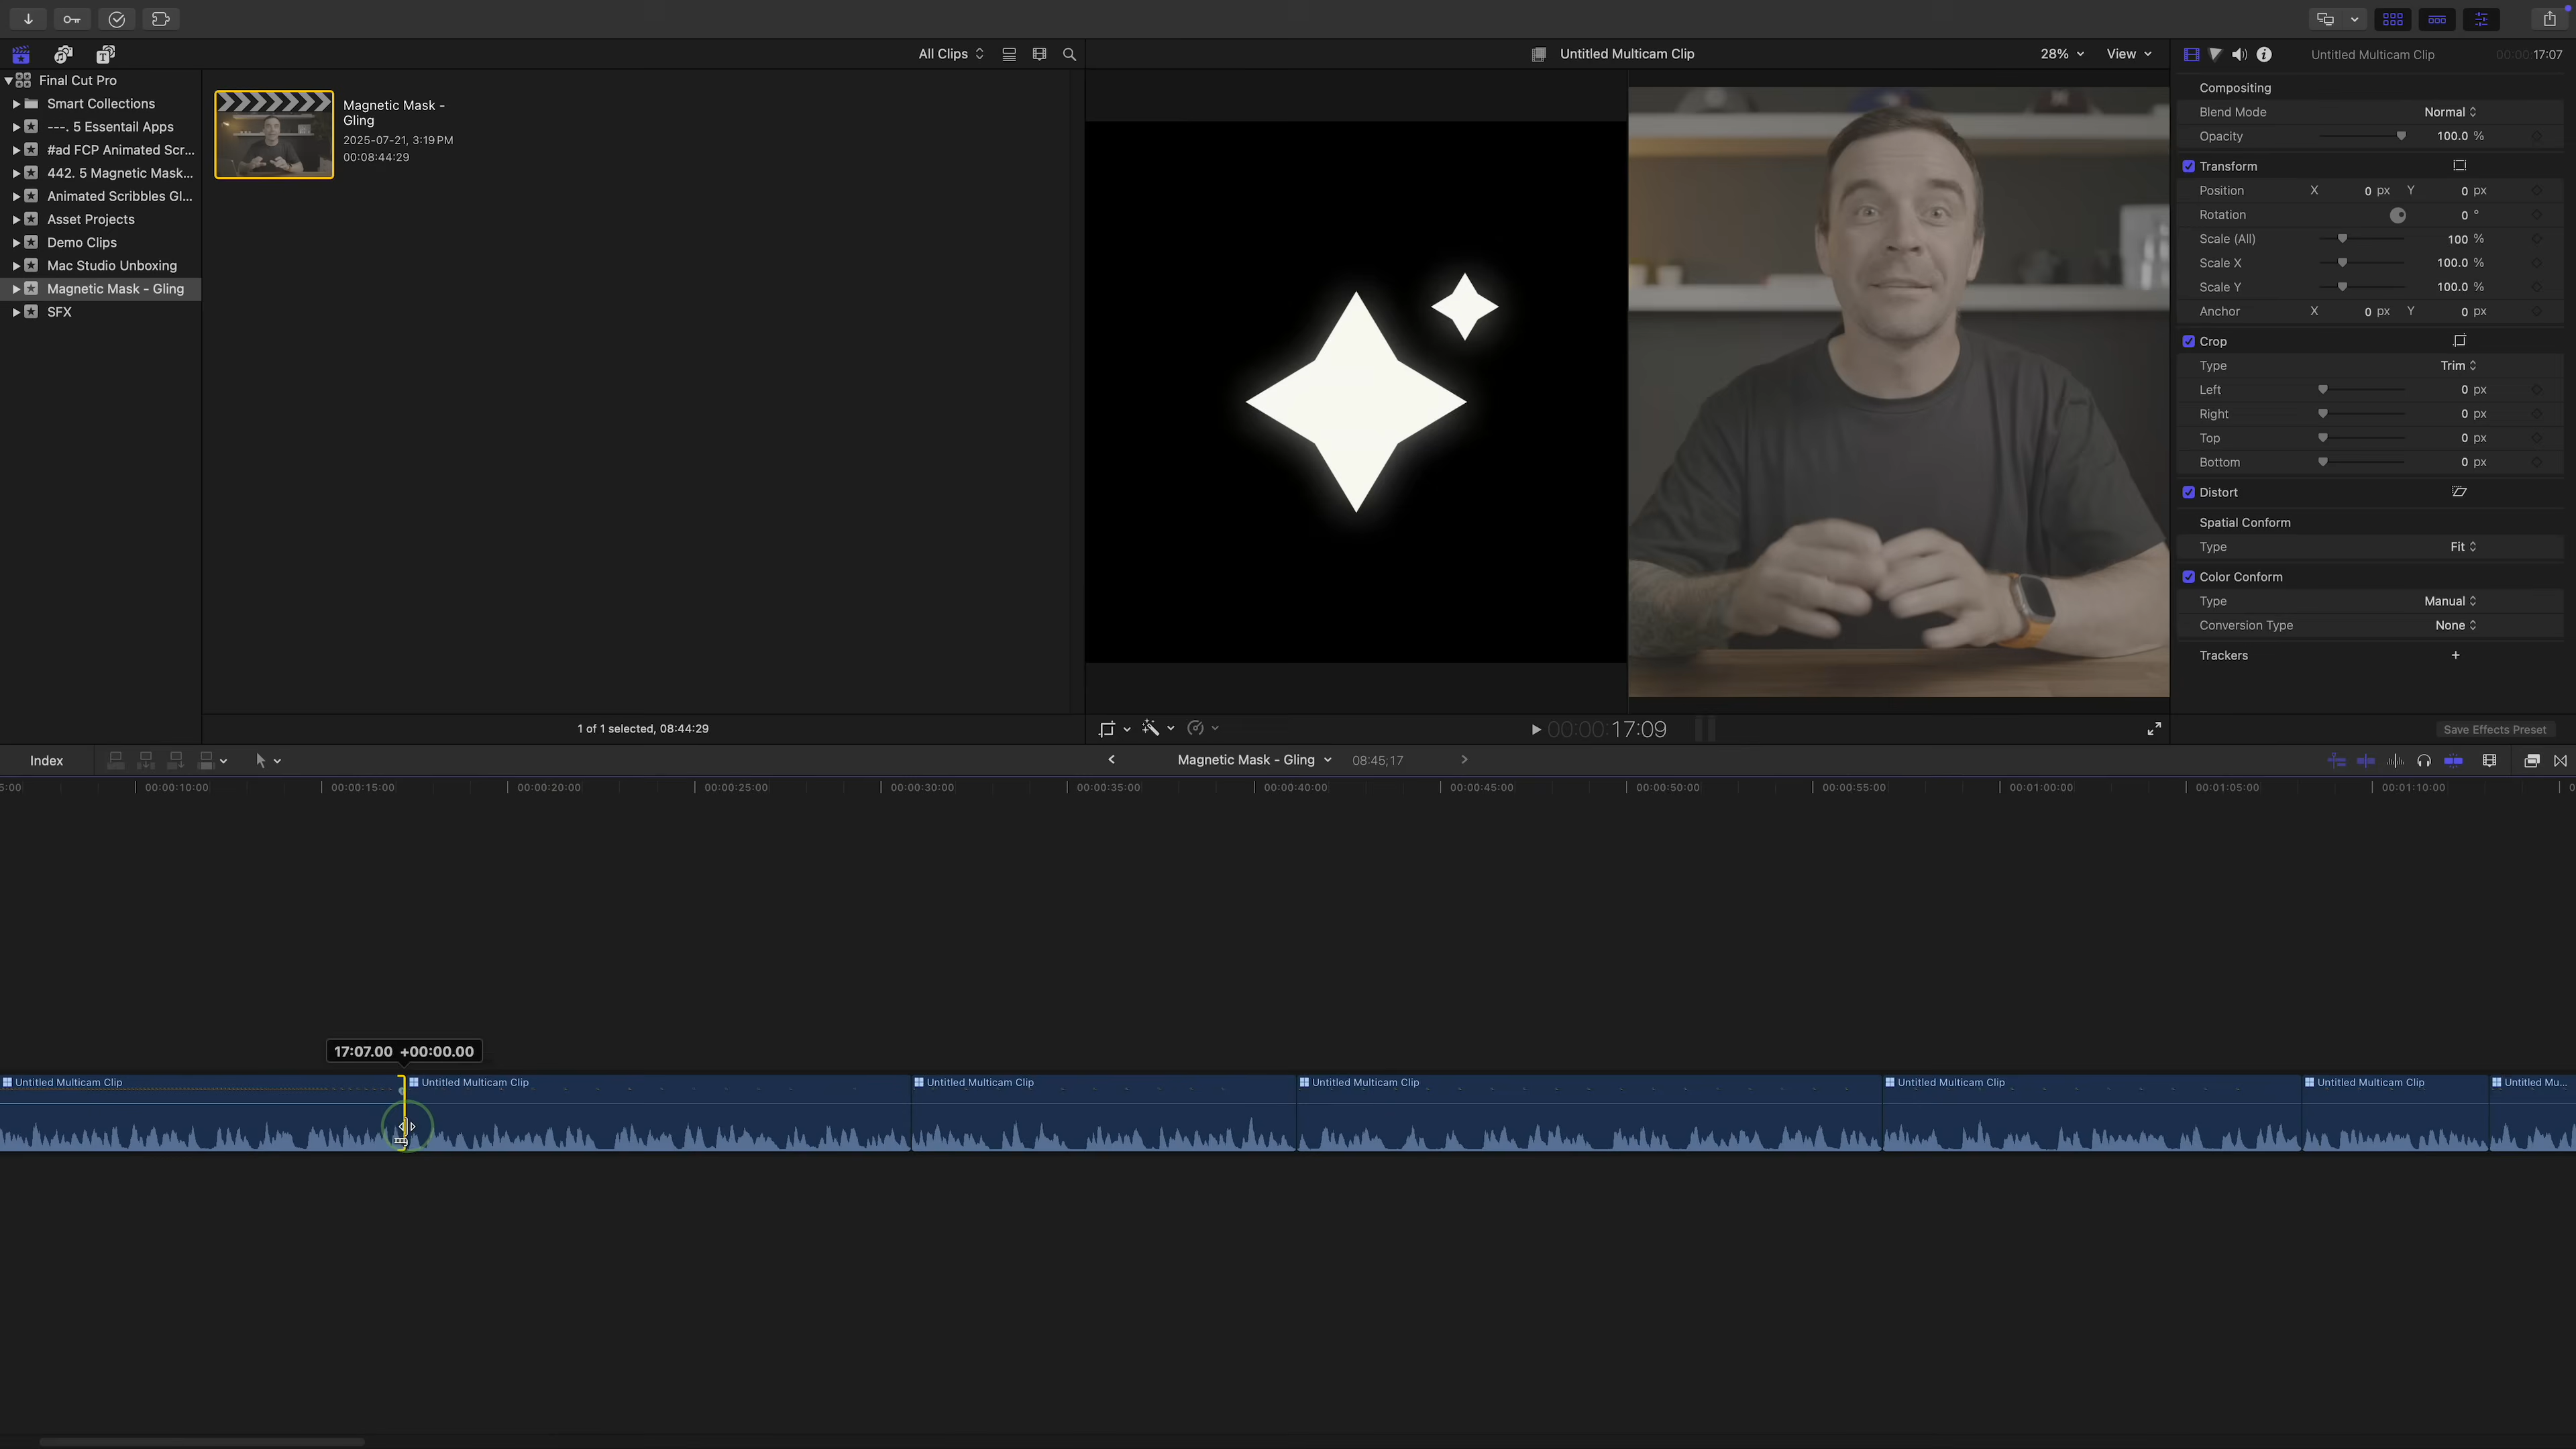 All Clips
Untitled Multicam Clip
28%
View
Untitled Multicam Clip
00:00:17:07
Final Cut Pro
Smart Collections
---. 5 Essentail Apps
#ad FCP Animated Scr...
442. 5 Magnetic Mask...
Animated Scribbles Gl...
Asset Projects
Demo Clips
Mac Studio Unboxing
Magnetic Mask - Gling
SFX
Magnetic Mask -
Gling
2025-07-21, 3:19 PM
00:08:44:29
1 of 1 selected, 08:44:29
00:00:17:09
Compositing
Blend Mode Normal
Opacity 100.0 %
Transform
Position X 0 px Y 0 px
Rotation 0 °
Scale (All) 100 %
Scale X 100.0 %
Scale Y 100.0 %
Anchor X 0 px Y 0 px
Crop
Type Trim
Left 0 px
Right 0 px
Top 0 px
Bottom 0 px
Distort
Spatial Conform
Type Fit
Color Conform
Type Manual
Conversion Type None
Trackers +
Save Effects Preset
Index
Magnetic Mask - Gling
08:45;17
5:00 00:00:10:00 00:00:15:00 00:00:20:00 00:00:25:00 00:00:30:00 00:00:35:00 00:00:40:00 00:00:45:00 00:00:50:00 00:00:55:00 00:01:00:00 00:01:05:00 00:01:10:00 0
17:07.00 +00:00.00
Untitled Multicam Clip Untitled Multicam Clip Untitled Multicam Clip Untitled Multicam Clip Untitled Multicam Clip Untitled Multicam Clip Untitled Mu...